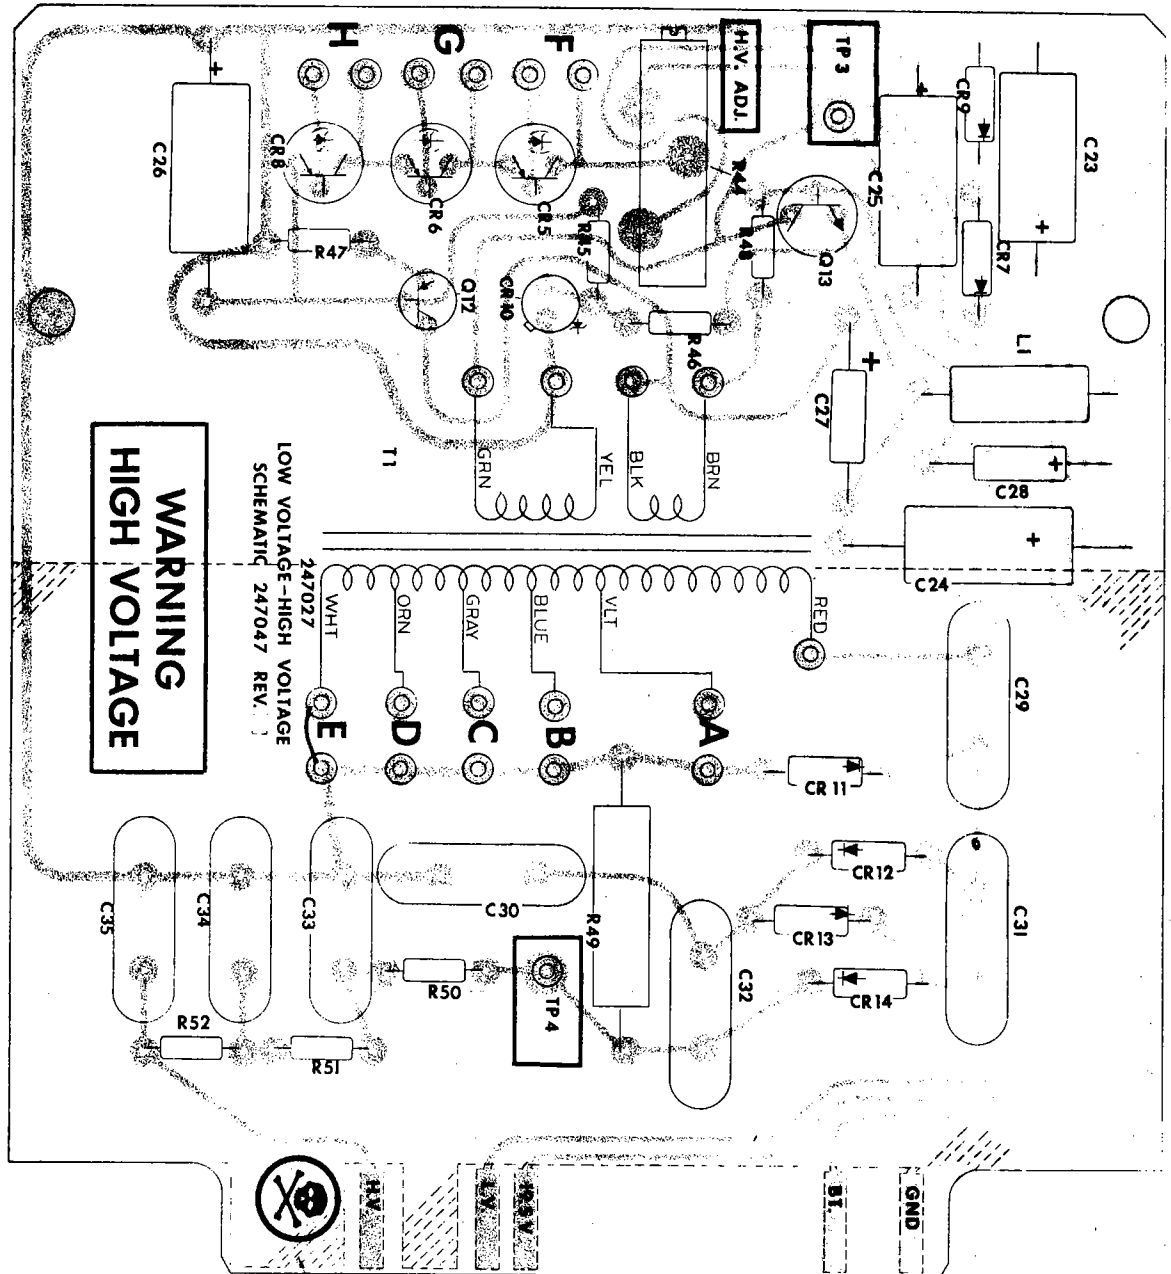 H
G
F
H.V. ADJ.
TP 3
CR9
C23
+
C26
+
CR8
CR6
CR5
R44
C25
+
R47
R45
R48
Q13
CR7
Q12
CR10
R46
L1
C27
+
T1
GRN
YEL
BLK
BRN
C28
+
C24
+
WARNING
HIGH VOLTAGE
LOW VOLTAGE-HIGH VOLTAGE
SCHEMATIC 247047 REV.
247027
WHT
ORN
GRAY
BLUE
VLT
RED
E
D
C
B
A
C29
CR 11
CR12
CR13
CR14
C31
C35
C34
C33
C30
R49
C32
R50
TP 4
R52
R51
H.V.
L.V.
19.5 V
BT.
GND